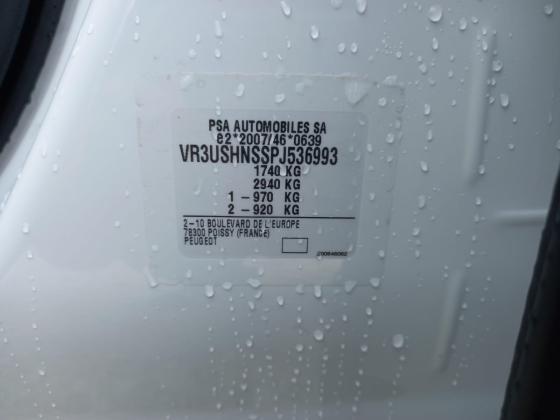 PSA AUTOMOBILES SA
e2*2007/46*0639
VR3USHNSSPJ536993
1740 KG
2940 KG
1 – 970 KG
2 – 920 KG
2–10 BOULEVARD DE L'EUROPE
78300 POISSY (FRANCE)
PEUGEOT